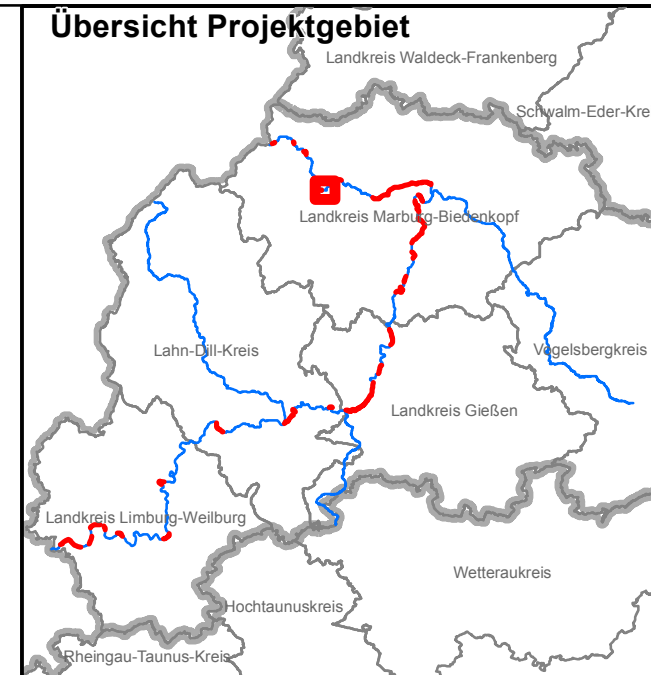 Übersicht Projektgebiet
Landkreis Waldeck-Frankenberg
Schwalm-Eder-Kre
Landkreis Marburg-Biedenkopf
Lahn-Dill-Kreis
Vogelsbergkreis
Landkreis Gießen
Landkreis Limburg-Weilburg
Wetteraukreis
Hochtaunuskreis
Rheingau-Taunus-Kreis